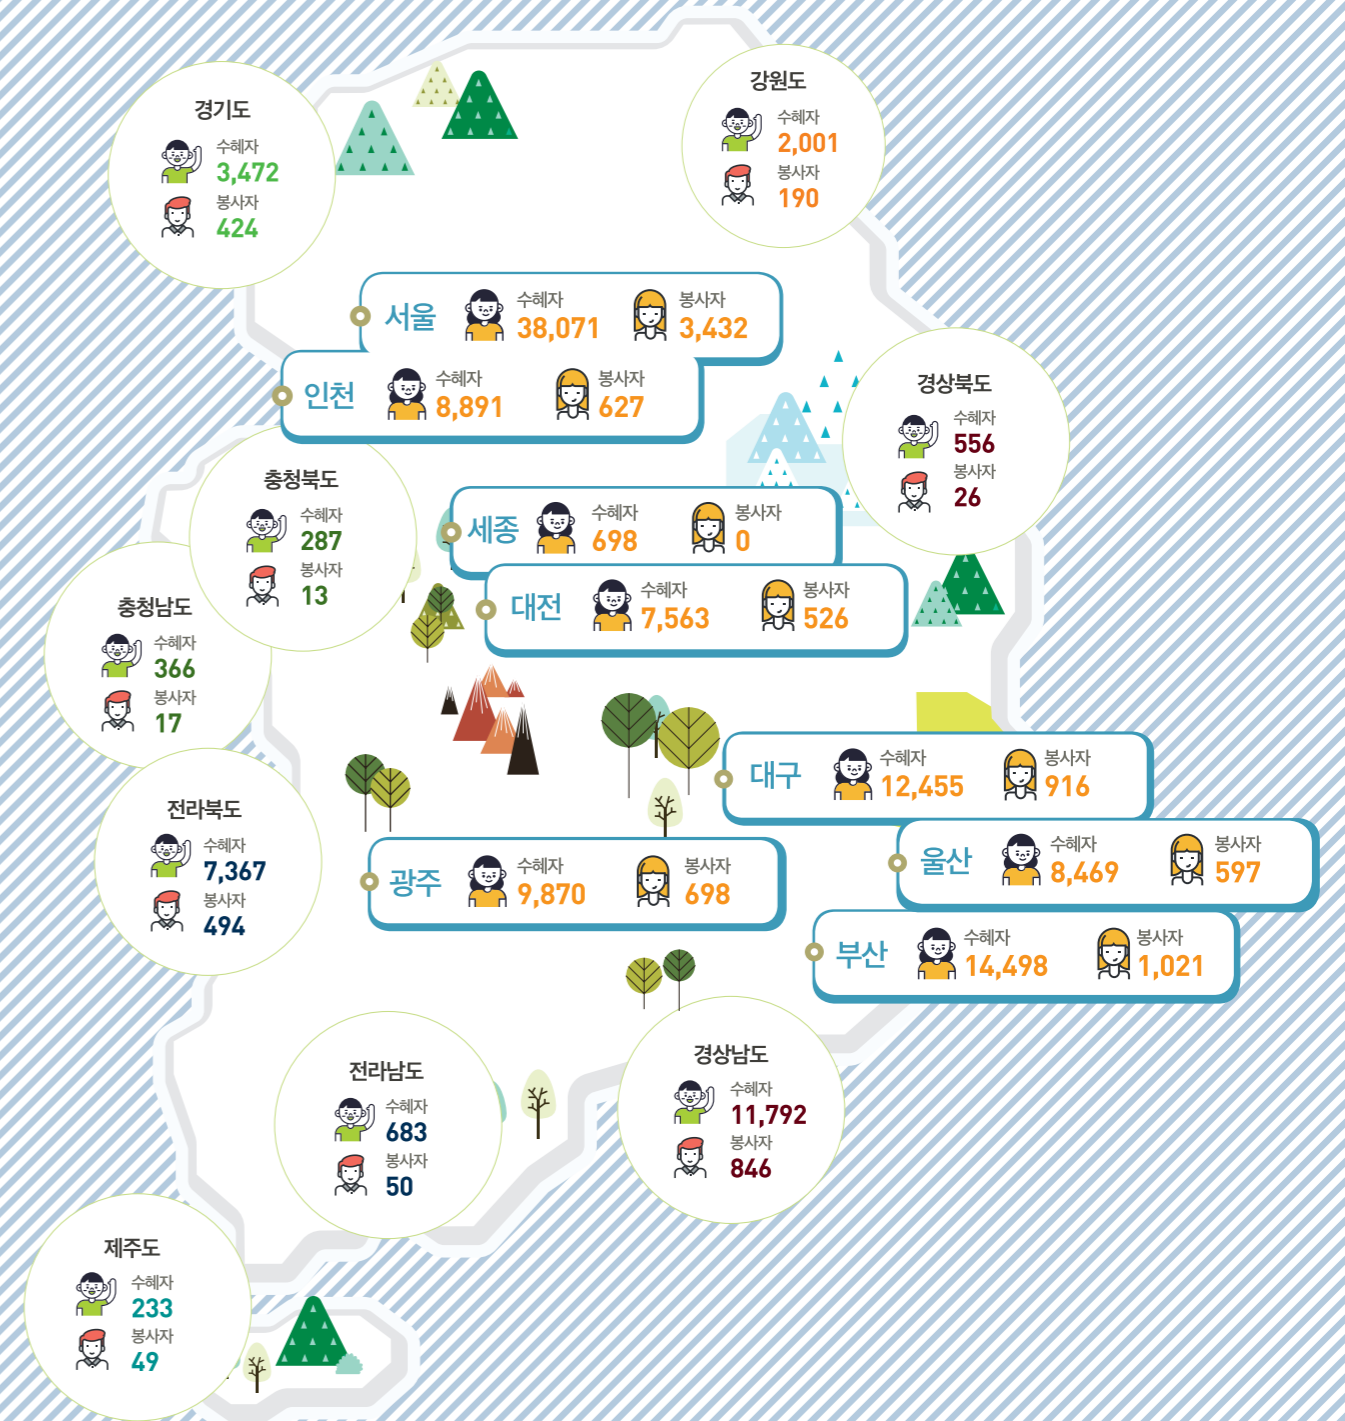 경기도
수혜자
3,472
봉사자
424
강원도
수혜자
2,001
봉사자
190
서울
수혜자
38,071
봉사자
3,432
인천
수혜자
8,891
봉사자
627
경상북도
수혜자
556
봉사자
26
충청북도
수혜자
287
봉사자
13
세종
수혜자
698
봉사자
0
대전
수혜자
7,563
봉사자
526
충청남도
수혜자
366
봉사자
17
대구
수혜자
12,455
봉사자
916
전라북도
수혜자
7,367
봉사자
494
광주
수혜자
9,870
봉사자
698
울산
수혜자
8,469
봉사자
597
부산
수혜자
14,498
봉사자
1,021
전라남도
수혜자
683
봉사자
50
경상남도
수혜자
11,792
봉사자
846
제주도
수혜자
233
봉사자
49